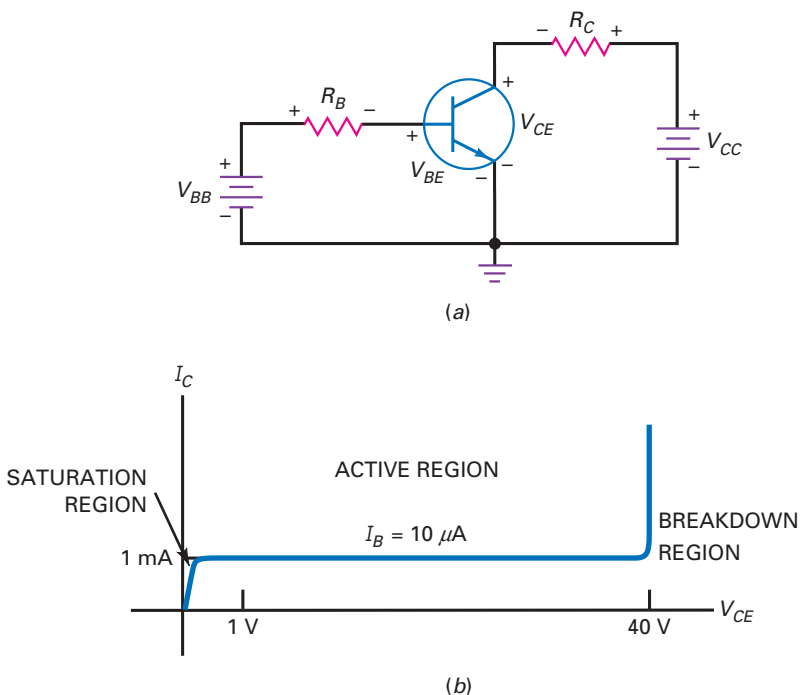 − R_C +
+ R_B −
+ V_CE
+
V_BE − −
+ V_BB −
+ V_CC −
(a)
I_C
SATURATION
REGION
ACTIVE REGION
I_B = 10 μA
BREAKDOWN
REGION
1 mA
V_CE
1 V
40 V
(b)